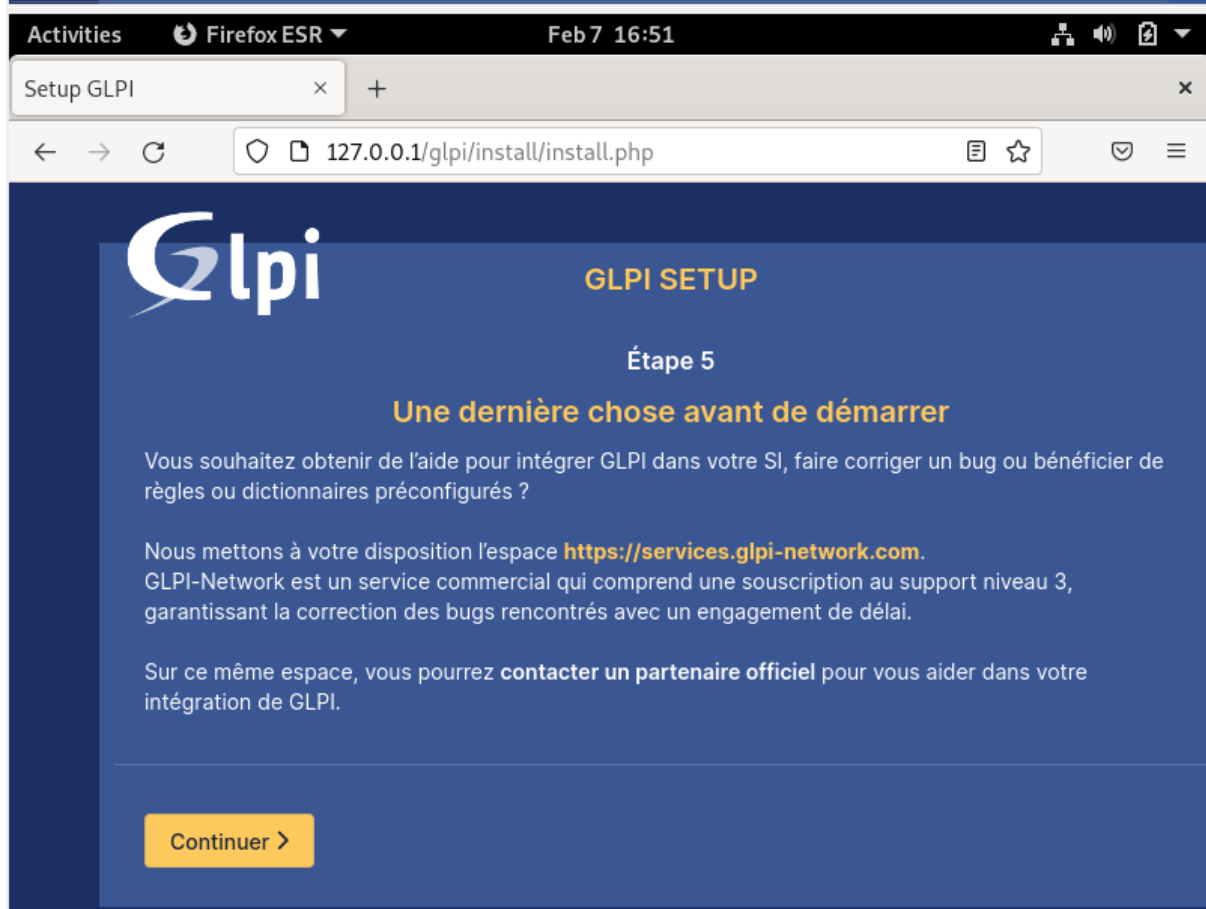 Activities Firefox ESR Feb 7 16:51
Setup GLPI
127.0.0.1/glpi/install/install.php
Glpi
GLPI SETUP
Étape 5
Une dernière chose avant de démarrer
Vous souhaitez obtenir de l'aide pour intégrer GLPI dans votre SI, faire corriger un bug ou bénéficier de
règles ou dictionnaires préconfigurés ?
Nous mettons à votre disposition l'espace https://services.glpi-network.com.
GLPI-Network est un service commercial qui comprend une souscription au support niveau 3,
garantissant la correction des bugs rencontrés avec un engagement de délai.
Sur ce même espace, vous pourrez contacter un partenaire officiel pour vous aider dans votre
intégration de GLPI.
Continuer